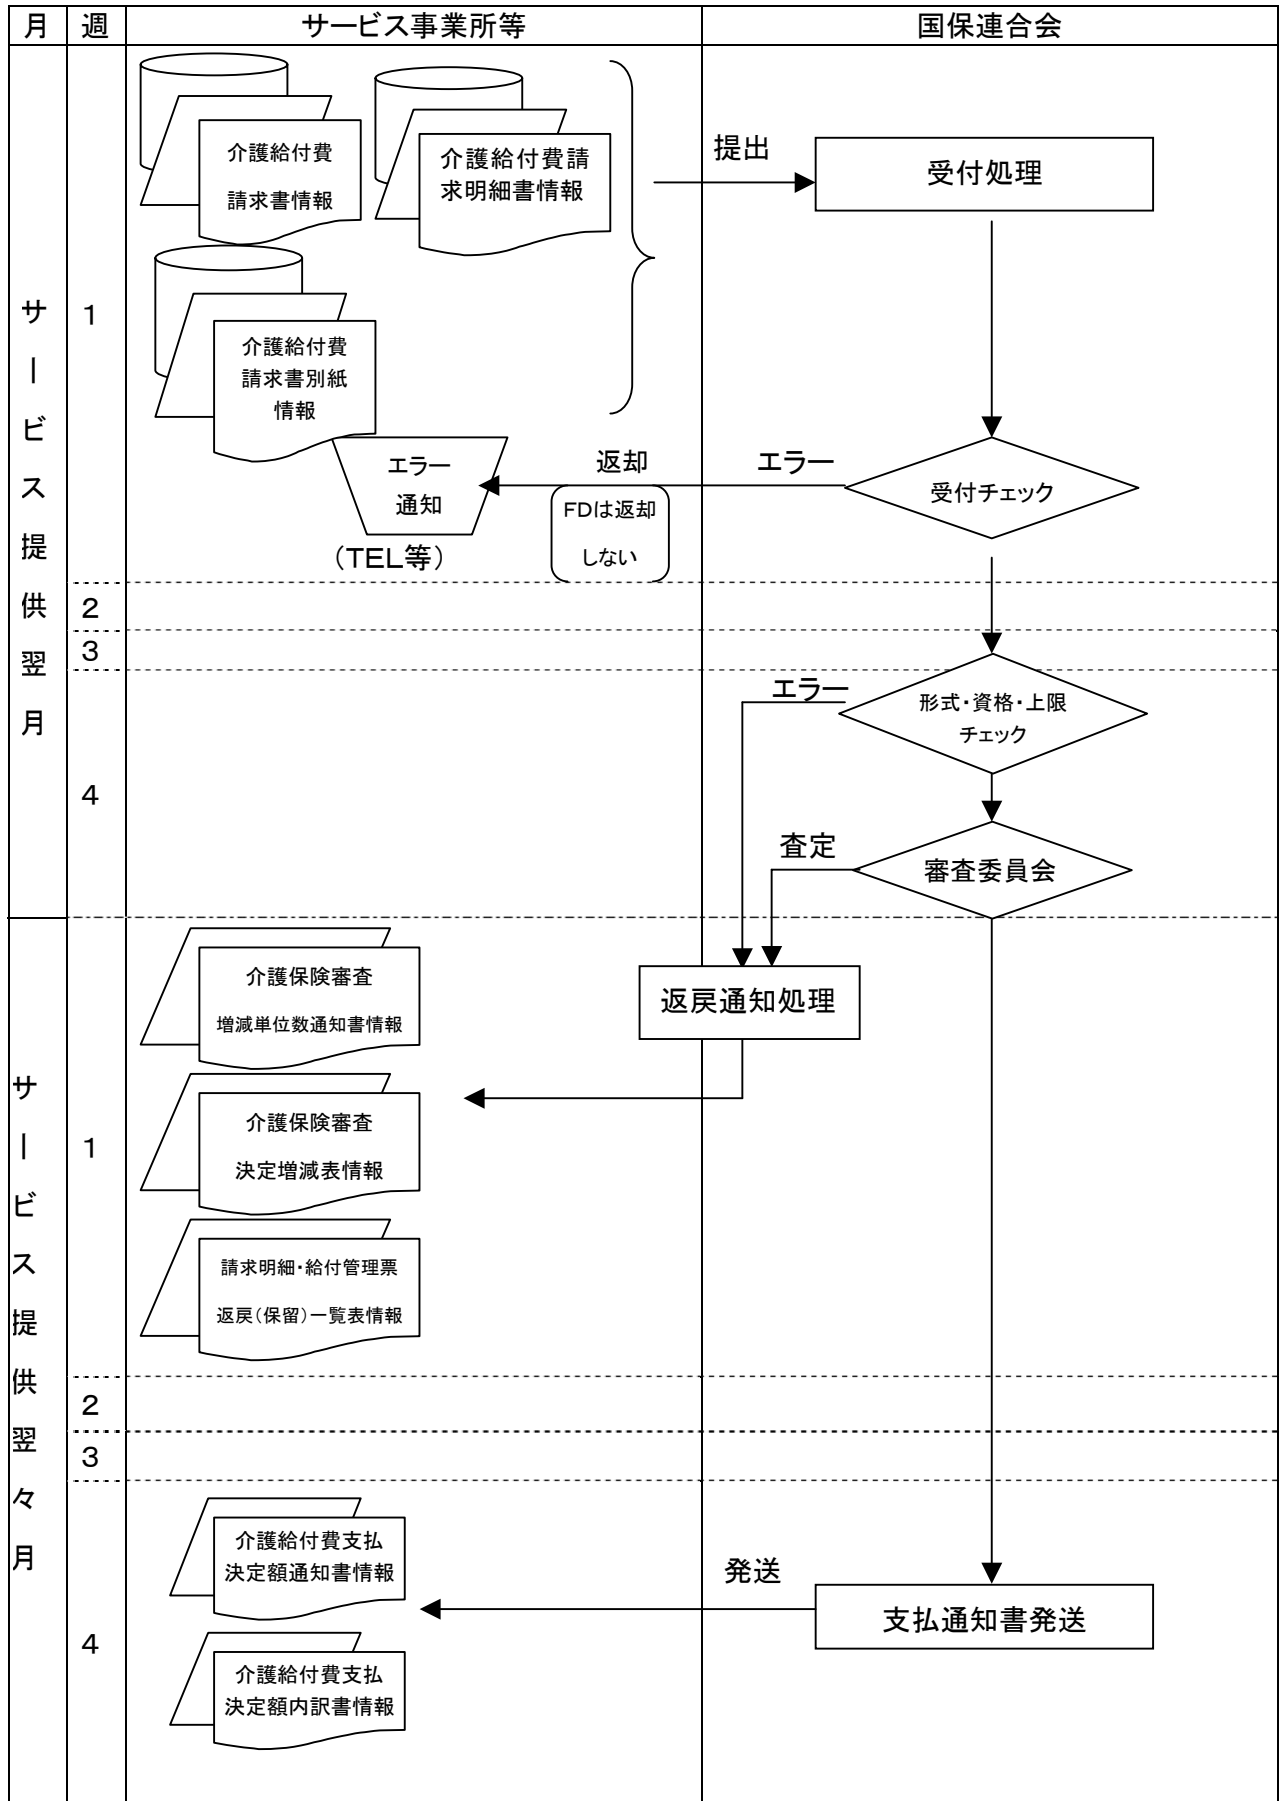 月 週 サービス事業所等 国保連合会
サービス提供翌月
1
介護給付費
請求書情報
介護給付費請
求明細書情報
介護給付費
請求書別紙
情報
提出
受付処理
受付チェック
エラー
返却
FDは返却
しない
エラー
通知
（TEL等）
2
3
4
エラー
形式・資格・上限
チェック
査定
審査委員会
サービス提供翌々月
1
返戻通知処理
介護保険審査
増減単位数通知書情報
介護保険審査
決定増減表情報
請求明細・給付管理票
返戻（保留）一覧表情報
2
3
4
介護給付費支払
決定額通知書情報
発送
支払通知書発送
介護給付費支払
決定額内訳書情報